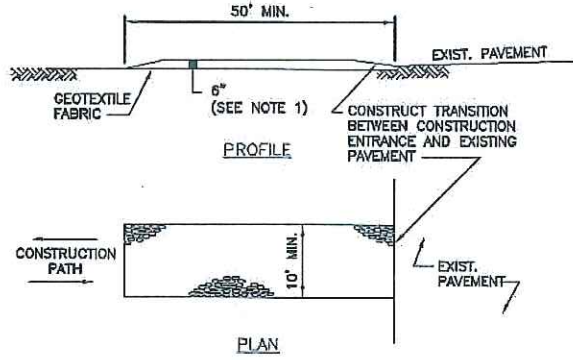 50' MIN.
EXIST. PAVEMENT
GEOTEXTILE
FABRIC
6"
(SEE NOTE 1)
CONSTRUCT TRANSITION
BETWEEN CONSTRUCTION
ENTRANCE AND EXISTING
PAVEMENT
PROFILE
CONSTRUCTION
PATH
10' MIN.
EXIST.
PAVEMENT
PLAN